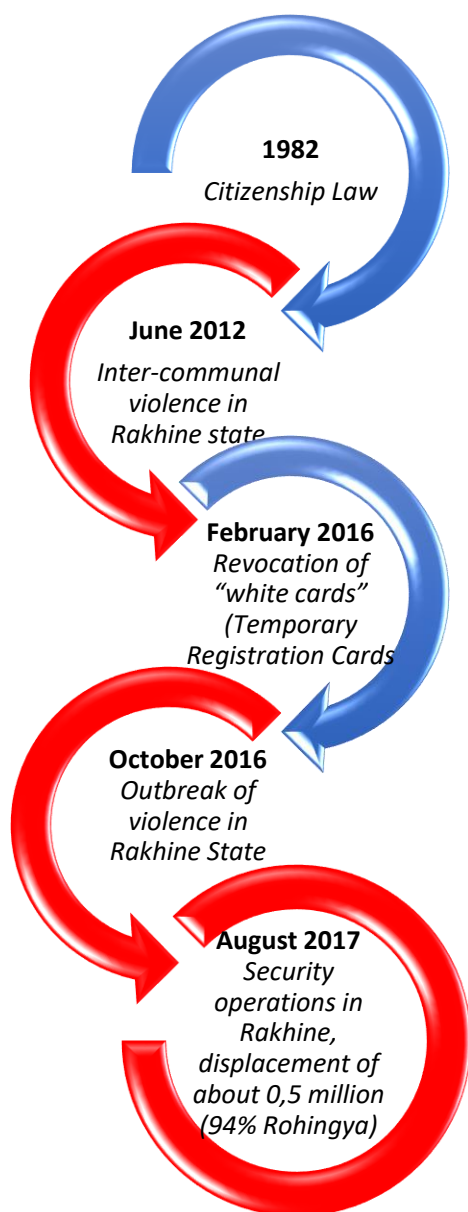 1982
Citizenship Law
June 2012
Inter-communal
violence in
Rakhine state
February 2016
Revocation of
“white cards”
(Temporary
Registration Cards
October 2016
Outbreak of
violence in
Rakhine State
August 2017
Security
operations in
Rakhine,
displacement of
about 0,5 million
(94% Rohingya)